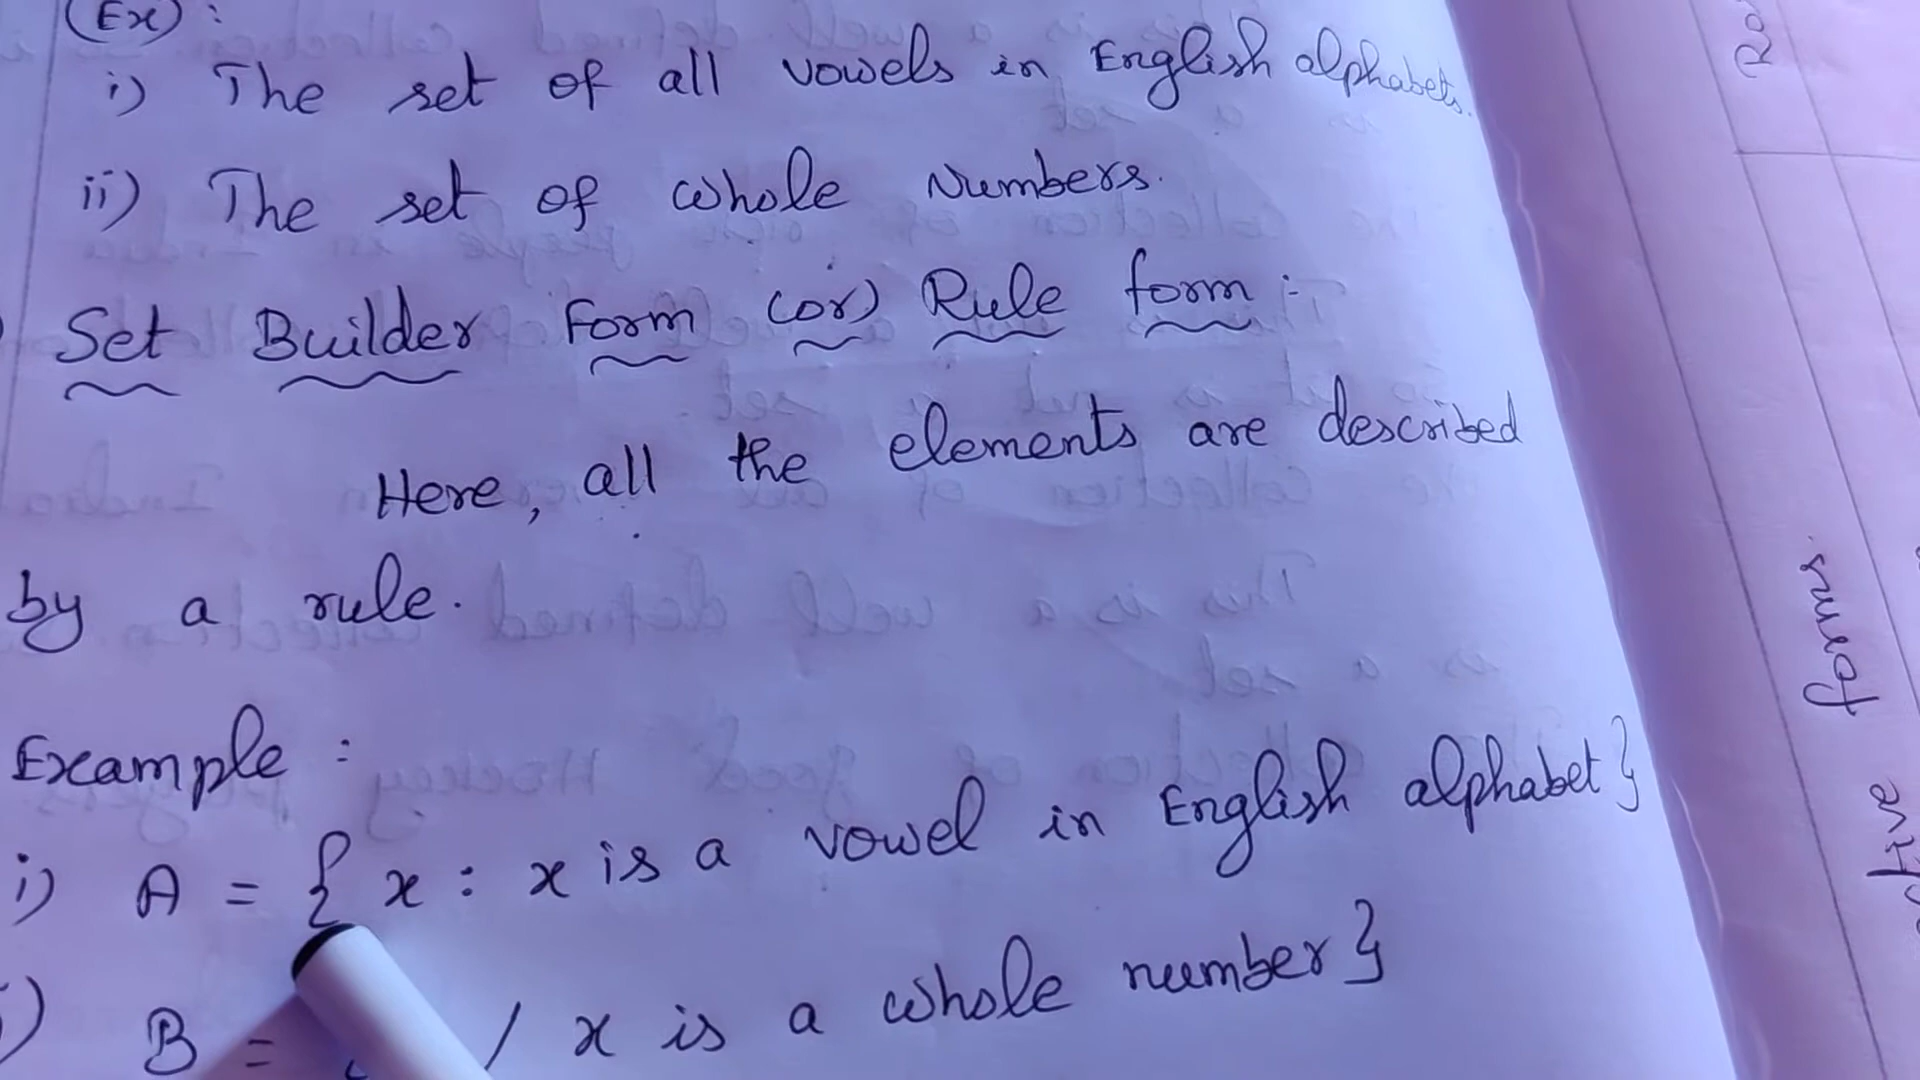 (Ex) :
i) The set of all vowels in English alphabets.
ii) The set of whole Numbers.
Set Builder Form (or) Rule form :-
Here, all the elements are described
by a rule.
Example :
i) A = { x : x is a vowel in English alphabet}
B = / x is a whole number}
forms.